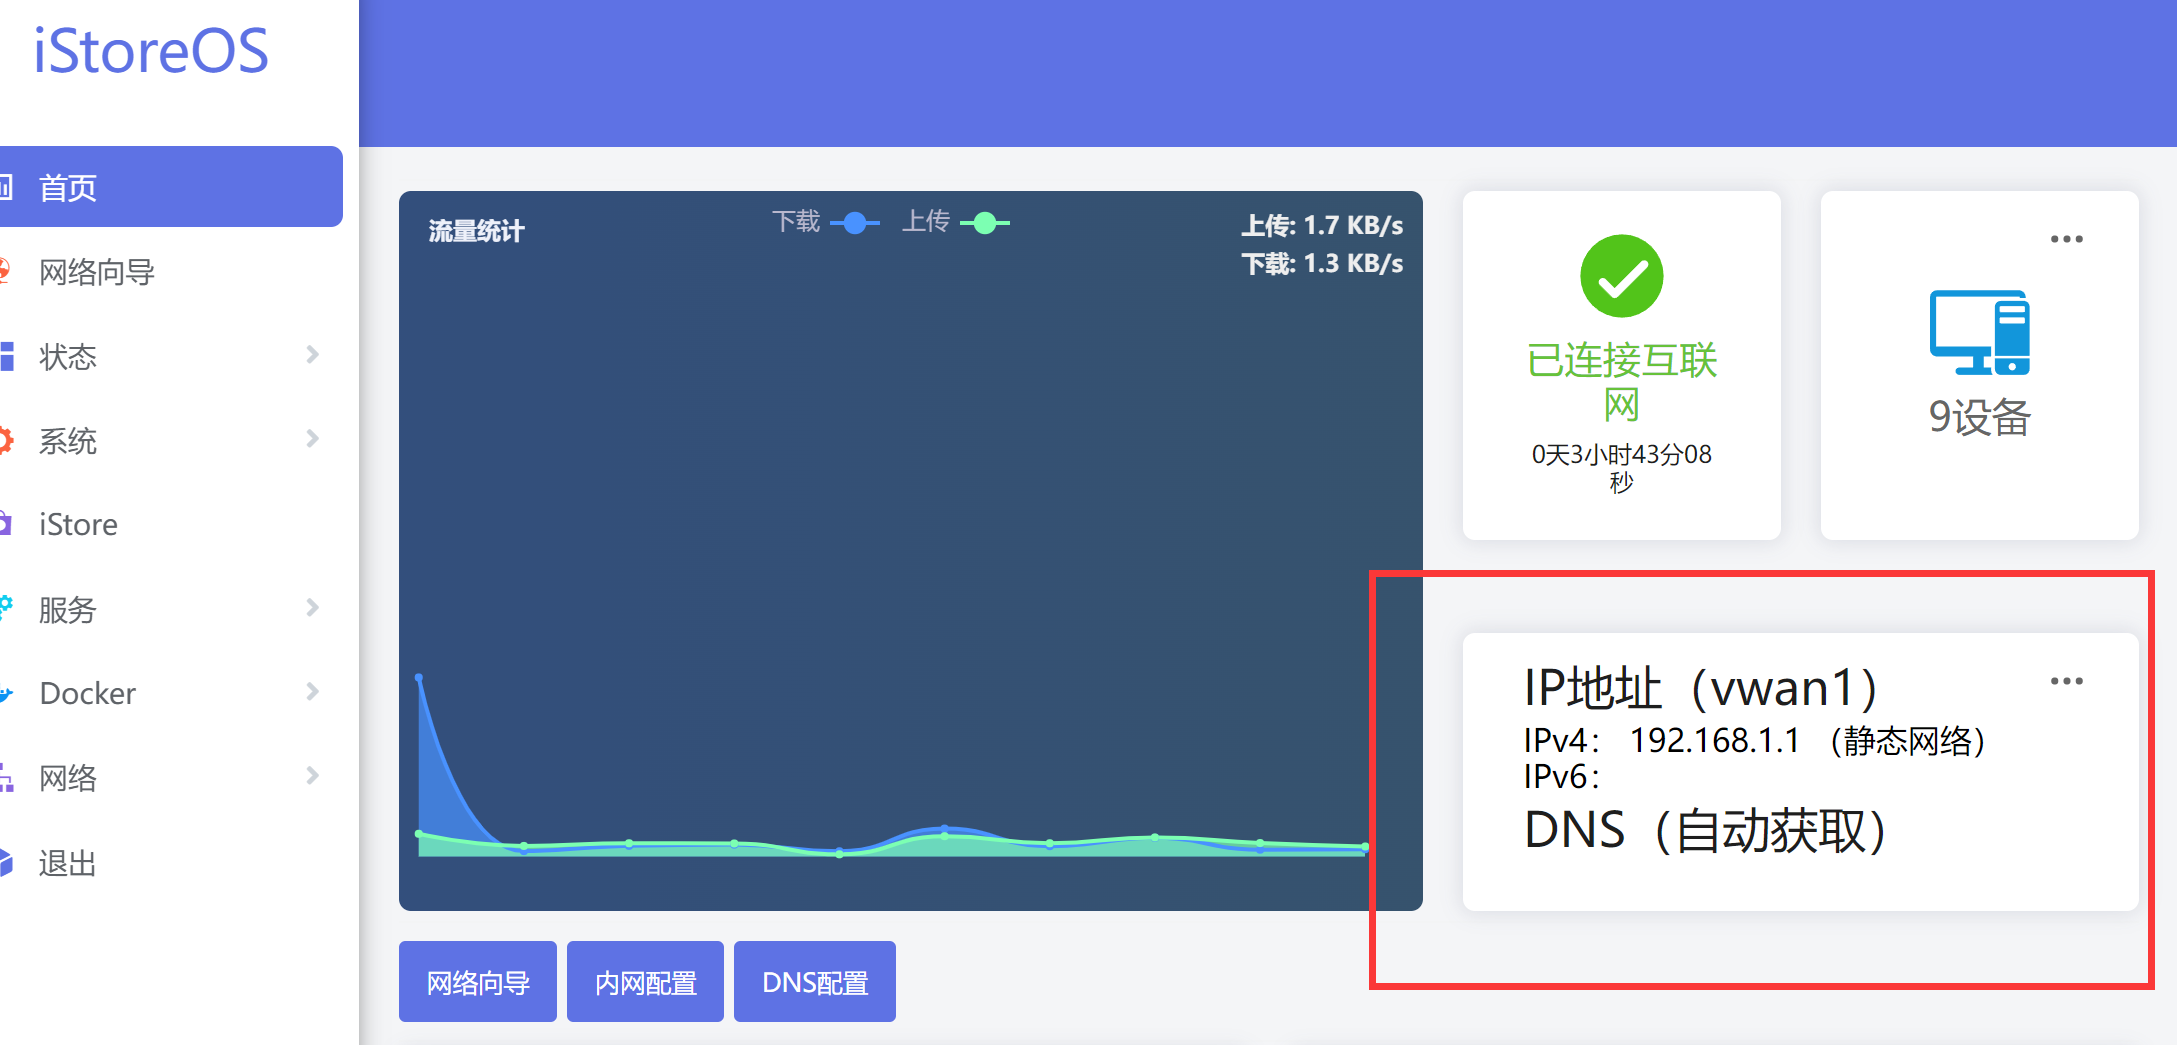 iStoreOS
首页
网络向导
状态
系统
iStore
服务
Docker
网络
退出
流量统计
下载
上传
上传: 1.7 KB/s
下载: 1.3 KB/s
已连接互联
网
0天3小时43分08
秒
9设备
IP地址（vwan1）
IPv4： 192.168.1.1 （静态网络）
IPv6：
DNS（自动获取）
网络向导
内网配置
DNS配置